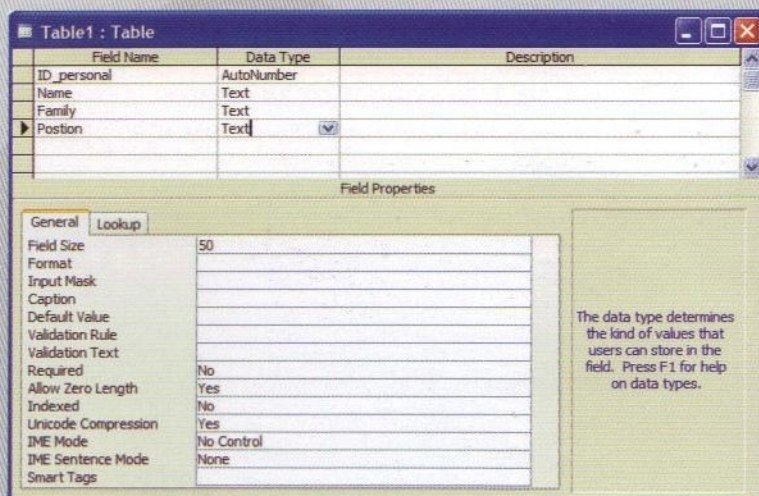 Table1 : Table
Field Name Data Type Description
ID_personal AutoNumber
Name Text
Family Text
Postion Text
Field Properties
General Lookup
Field Size 50
Format
Input Mask
Caption
Default Value
Validation Rule
Validation Text
Required No
Allow Zero Length Yes
Indexed No
Unicode Compression Yes
IME Mode No Control
IME Sentence Mode None
Smart Tags
The data type determines
the kind of values that
users can store in the
field. Press F1 for help
on data types.